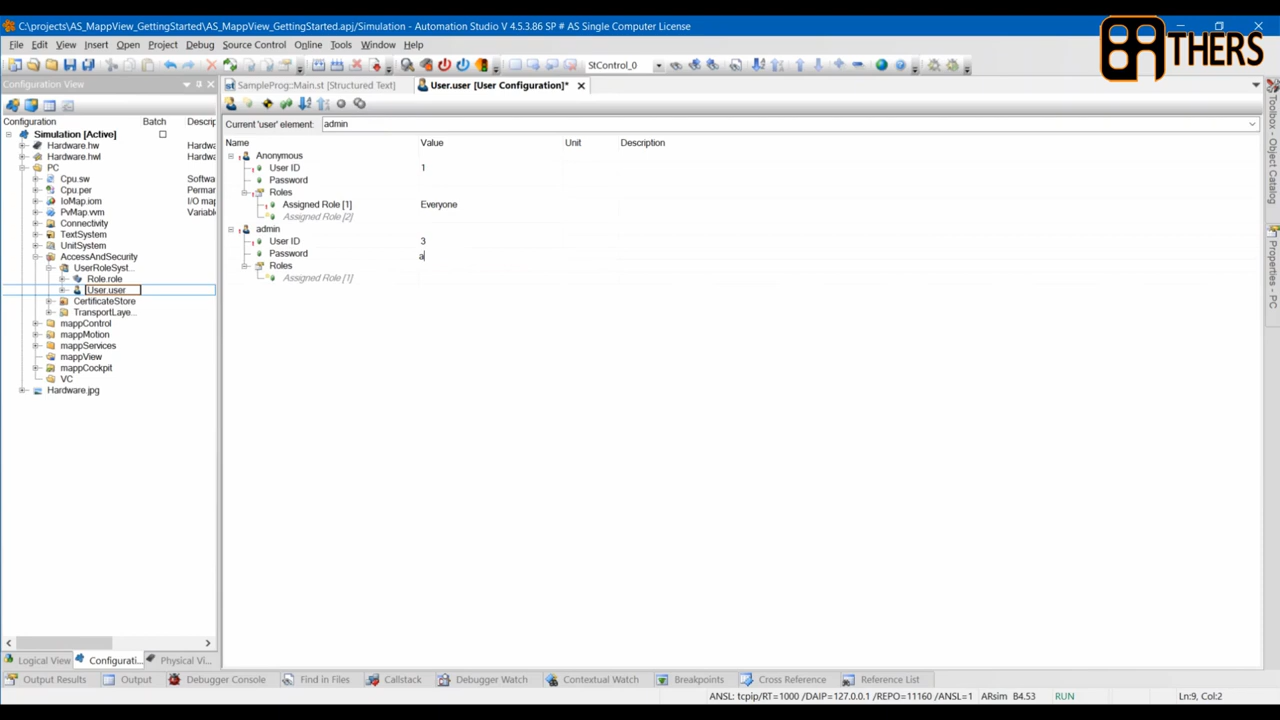 C:\projects\AS_MappView_GettingStarted\AS_MappView_GettingStarted.apj/Simulation - Automation Studio V 4.5.3.86 SP # AS Single Computer License
BATHERS
File Edit View Insert Open Project Debug Source Control Online Tools Window Help
StControl_0
Configuration View
SampleProg::Main.st [Structured Text]
User.user [User Configuration]*
Current 'user' element: admin
Configuration Batch Descrip
Name Value Unit Description
Simulation [Active]
Hardware.hw Hardwa
Hardware.hwl Hardwa
PC
Cpu.sw Softwa
Cpu.per Permar
IoMap.iom I/O ma
PvMap.vvm Variabl
Connectivity
TextSystem
UnitSystem
AccessAndSecurity
UserRoleSyst...
Role.role
User.user
CertificateStore
TransportLaye...
mappControl
mappMotion
mappServices
mappView
mappCockpit
VC
Hardware.jpg
Anonymous
User ID 1
Password
Roles
Assigned Role [1] Everyone
Assigned Role [2]
admin
User ID 3
Password a
Roles
Assigned Role [1]
Toolbox - Object Catalog
Properties - PC
Logical View Configurati... Physical Vi...
Output Results Output Debugger Console Find in Files Callstack Debugger Watch Contextual Watch Breakpoints Cross Reference Reference List
ANSL: tcpip/RT=1000 /DAIP=127.0.0.1 /REPO=11160 /ANSL=1 ARsim B4.53 RUN Ln:9, Col:2